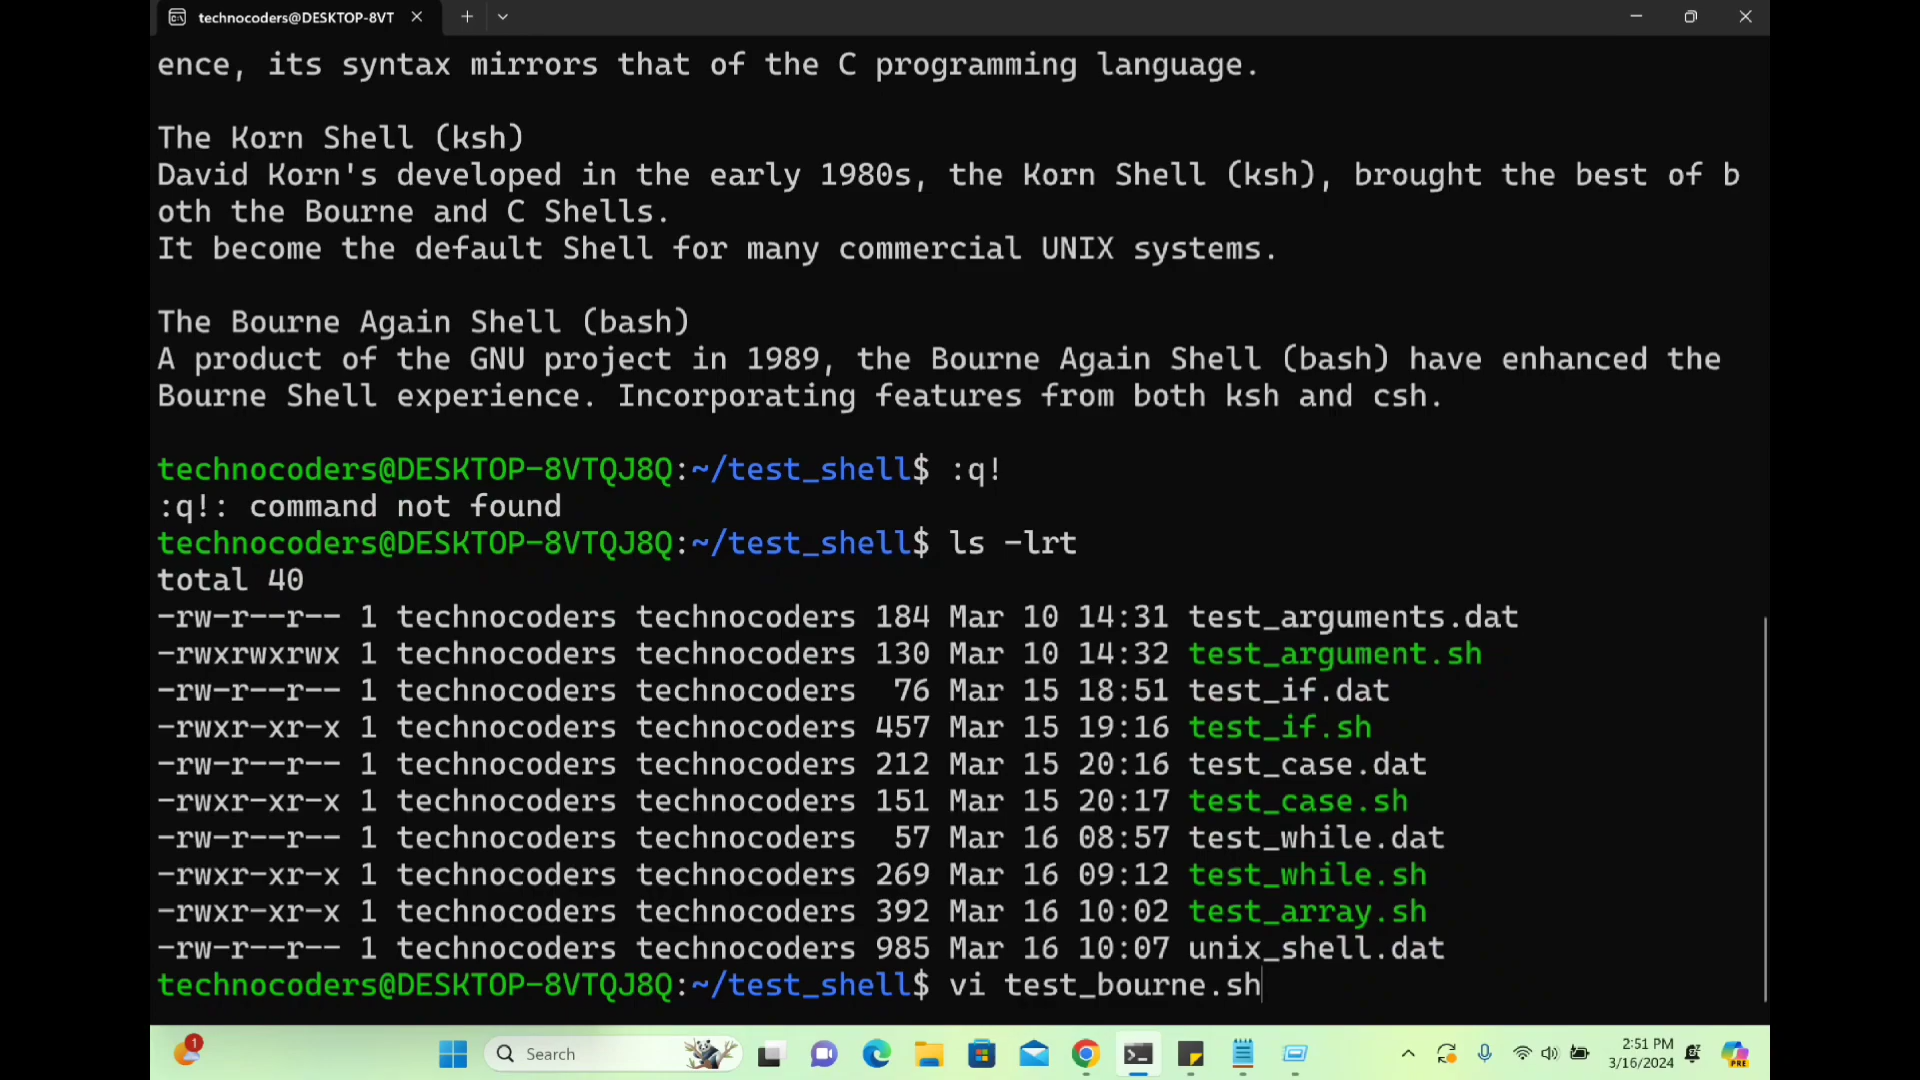 technocoders@DESKTOP-8VT
ence, its syntax mirrors that of the C programming language.
The Korn Shell (ksh)
David Korn's developed in the early 1980s, the Korn Shell (ksh), brought the best of b
oth the Bourne and C Shells.
It become the default Shell for many commercial UNIX systems.
The Bourne Again Shell (bash)
A product of the GNU project in 1989, the Bourne Again Shell (bash) have enhanced the
Bourne Shell experience. Incorporating features from both ksh and csh.
technocoders@DESKTOP-8VTQJ8Q:~/test_shell$ :q!
:q!: command not found
technocoders@DESKTOP-8VTQJ8Q:~/test_shell$ ls -lrt
total 40
-rw-r--r-- 1 technocoders technocoders 184 Mar 10 14:31 test_arguments.dat
-rwxrwxrwx 1 technocoders technocoders 130 Mar 10 14:32 test_argument.sh
-rw-r--r-- 1 technocoders technocoders  76 Mar 15 18:51 test_if.dat
-rwxr-xr-x 1 technocoders technocoders 457 Mar 15 19:16 test_if.sh
-rw-r--r-- 1 technocoders technocoders 212 Mar 15 20:16 test_case.dat
-rwxr-xr-x 1 technocoders technocoders 151 Mar 15 20:17 test_case.sh
-rw-r--r-- 1 technocoders technocoders  57 Mar 16 08:57 test_while.dat
-rwxr-xr-x 1 technocoders technocoders 269 Mar 16 09:12 test_while.sh
-rwxr-xr-x 1 technocoders technocoders 392 Mar 16 10:02 test_array.sh
-rw-r--r-- 1 technocoders technocoders 985 Mar 16 10:07 unix_shell.dat
technocoders@DESKTOP-8VTQJ8Q:~/test_shell$ vi test_bourne.sh
1
Search
2:51 PM
3/16/2024
PRE